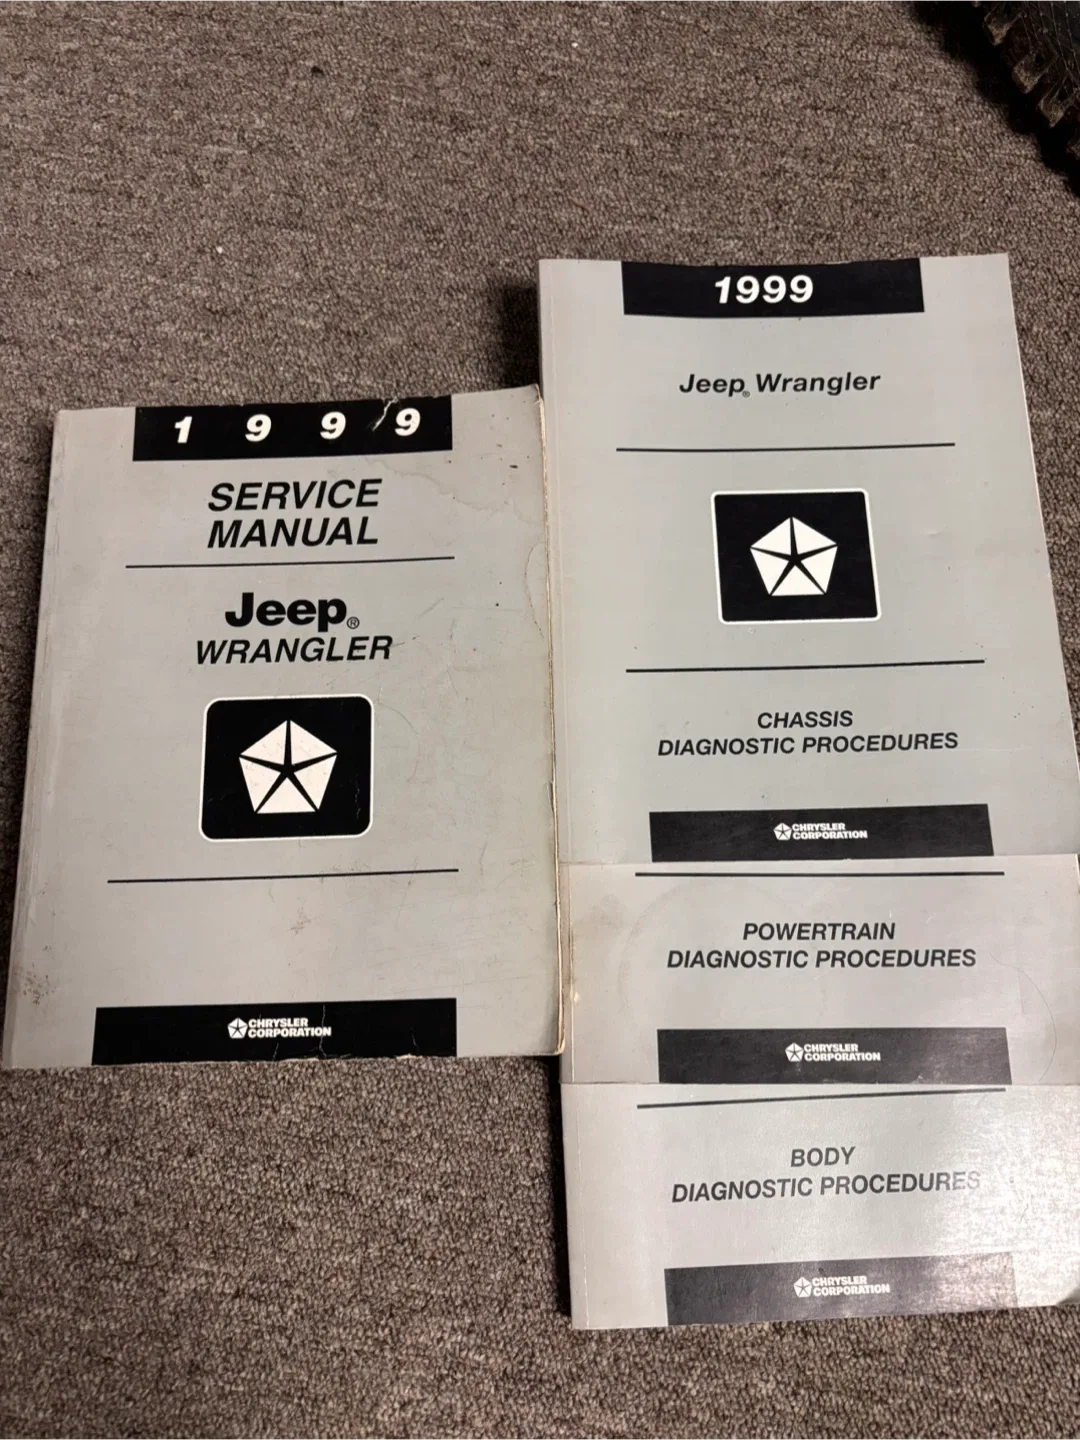 1 9 9 9
SERVICE
MANUAL
Jeep®
WRANGLER
CHRYSLER
CORPORATION
1999
Jeep® Wrangler
CHASSIS
DIAGNOSTIC PROCEDURES
CHRYSLER
CORPORATION
POWERTRAIN
DIAGNOSTIC PROCEDURES
CHRYSLER
CORPORATION
BODY
DIAGNOSTIC PROCEDURES
CHRYSLER
CORPORATION